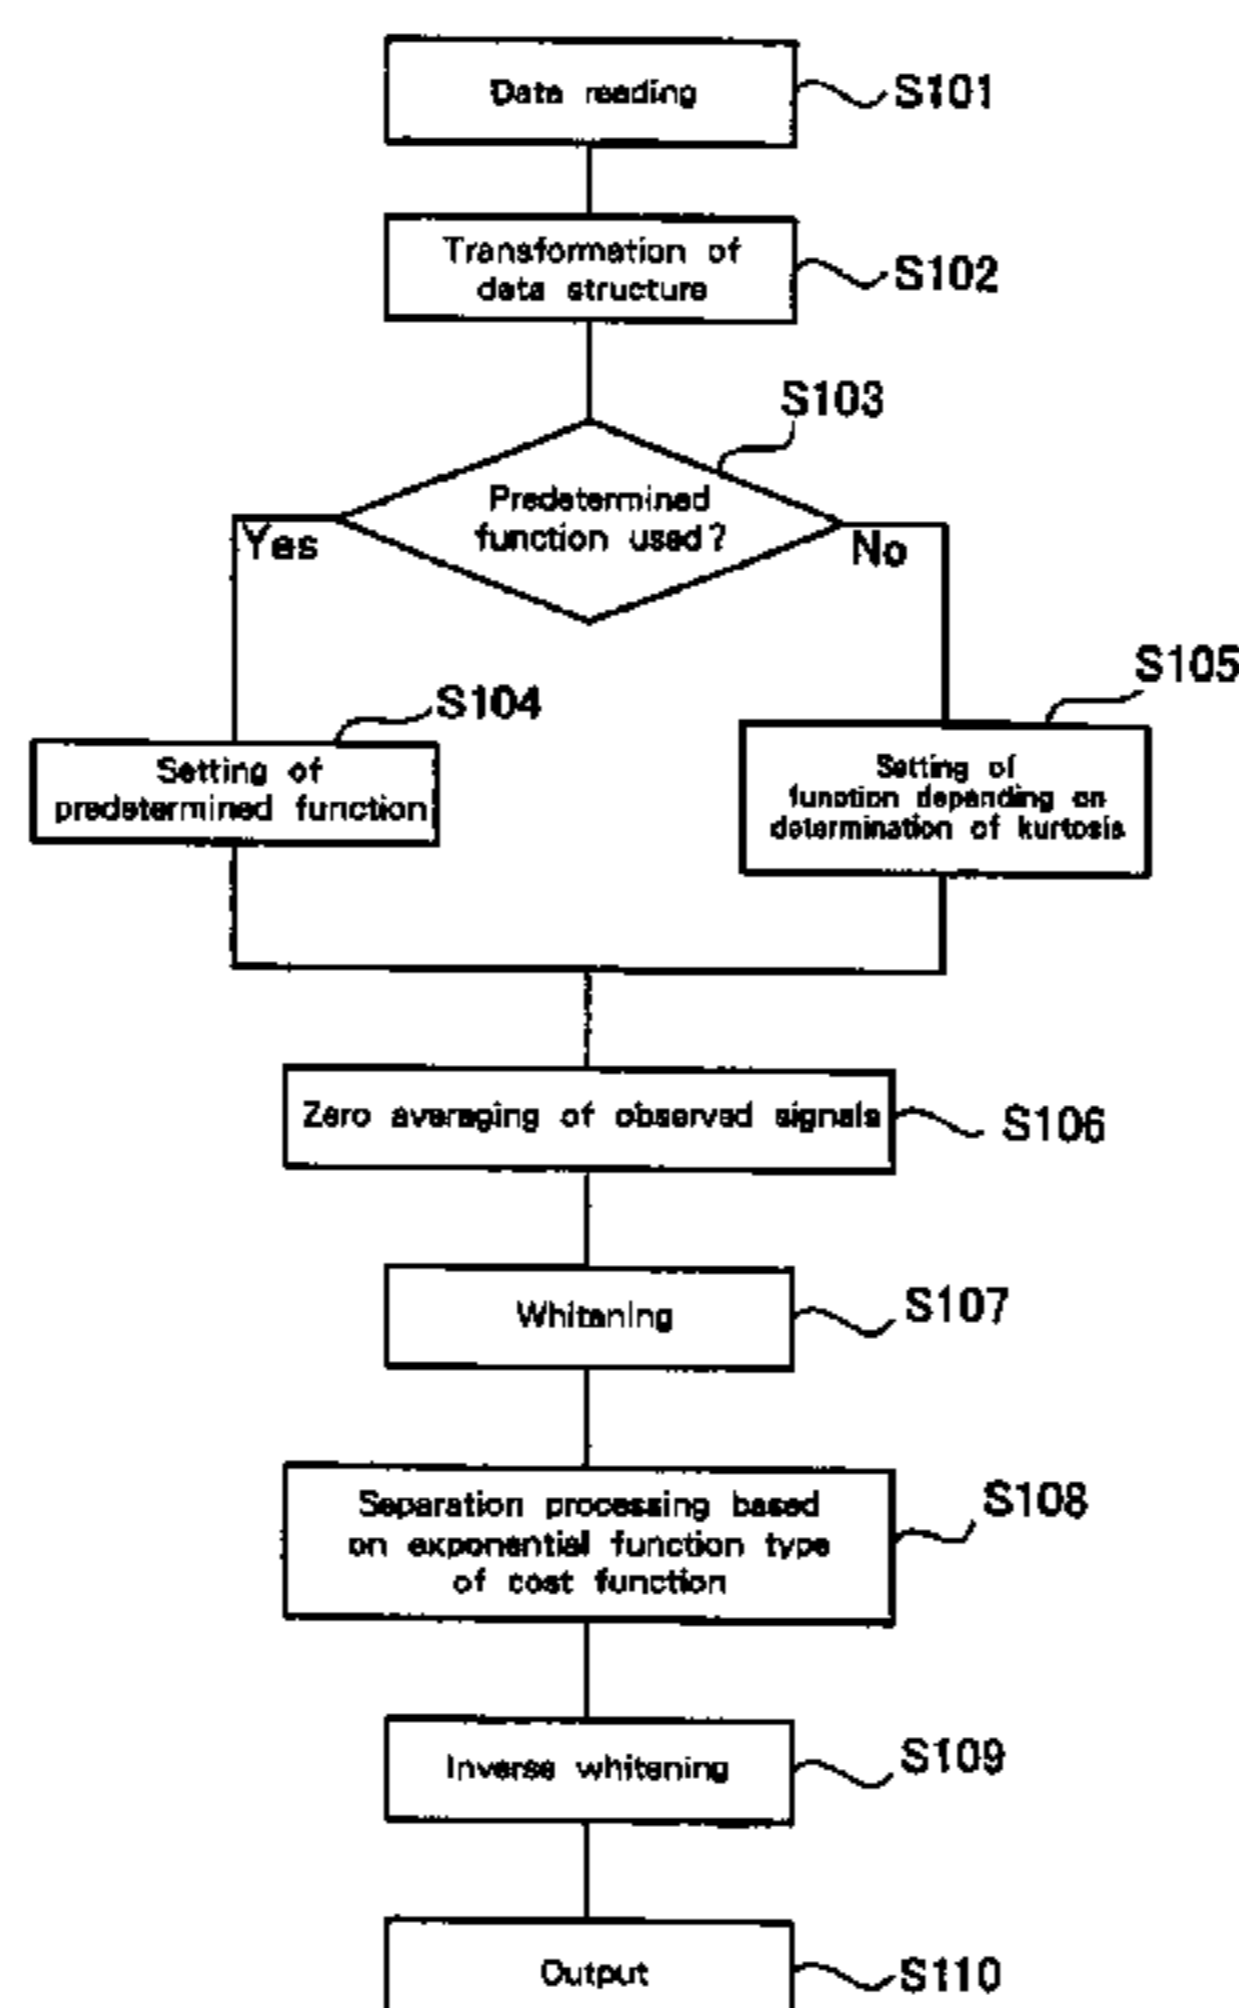 Data reading
S101
Transformation of
data structure
S102
S103
Predetermined
function used?
Yes
No
S104
Setting of
predetermined function
S105
Setting of
function depending on
determination of kurtosis
Zero averaging of observed signals
S106
Whitening
S107
Separation processing based
on exponential function type
of cost function
S108
Inverse whitening
S109
Output
S110